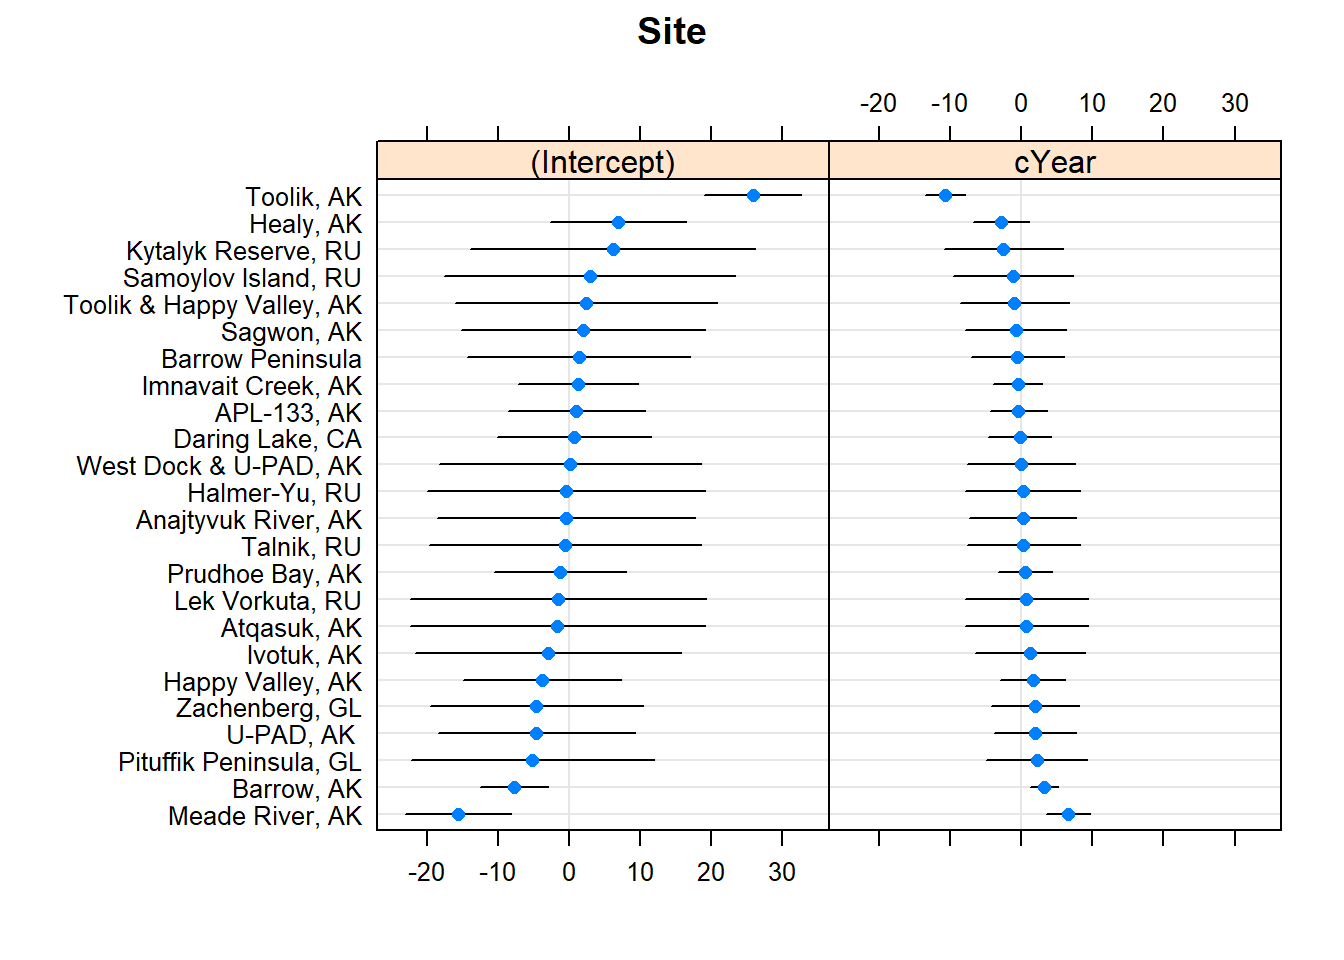 Site
-20 -10 0 10 20 30
(Intercept) cYear
Toolik, AK
Healy, AK
Kytalyk Reserve, RU
Samoylov Island, RU
Toolik & Happy Valley, AK
Sagwon, AK
Barrow Peninsula
Imnavait Creek, AK
APL-133, AK
Daring Lake, CA
West Dock & U-PAD, AK
Halmer-Yu, RU
Anajtyvuk River, AK
Talnik, RU
Prudhoe Bay, AK
Lek Vorkuta, RU
Atqasuk, AK
Ivotuk, AK
Happy Valley, AK
Zachenberg, GL
U-PAD, AK
Pituffik Peninsula, GL
Barrow, AK
Meade River, AK
-20 -10 0 10 20 30